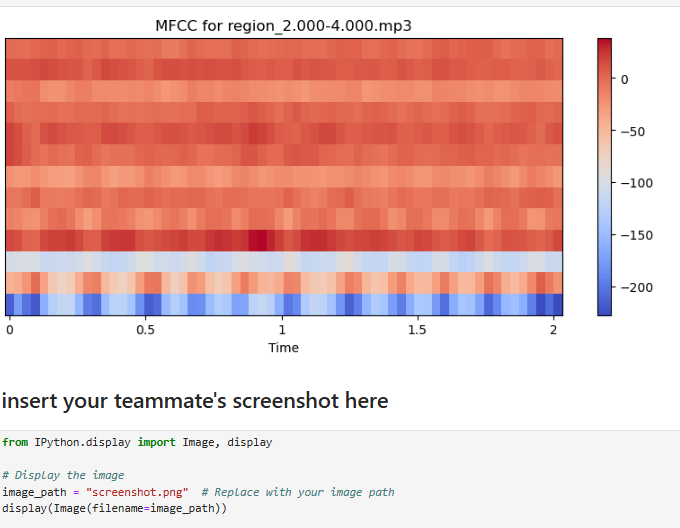 MFCC for region_2.000-4.000.mp3
0
−50
−100
−150
−200
0 0.5 1 1.5 2
Time
insert your teammate's screenshot here
from IPython.display import Image, display
# Display the image
image_path = "screenshot.png"  # Replace with your image path
display(Image(filename=image_path))